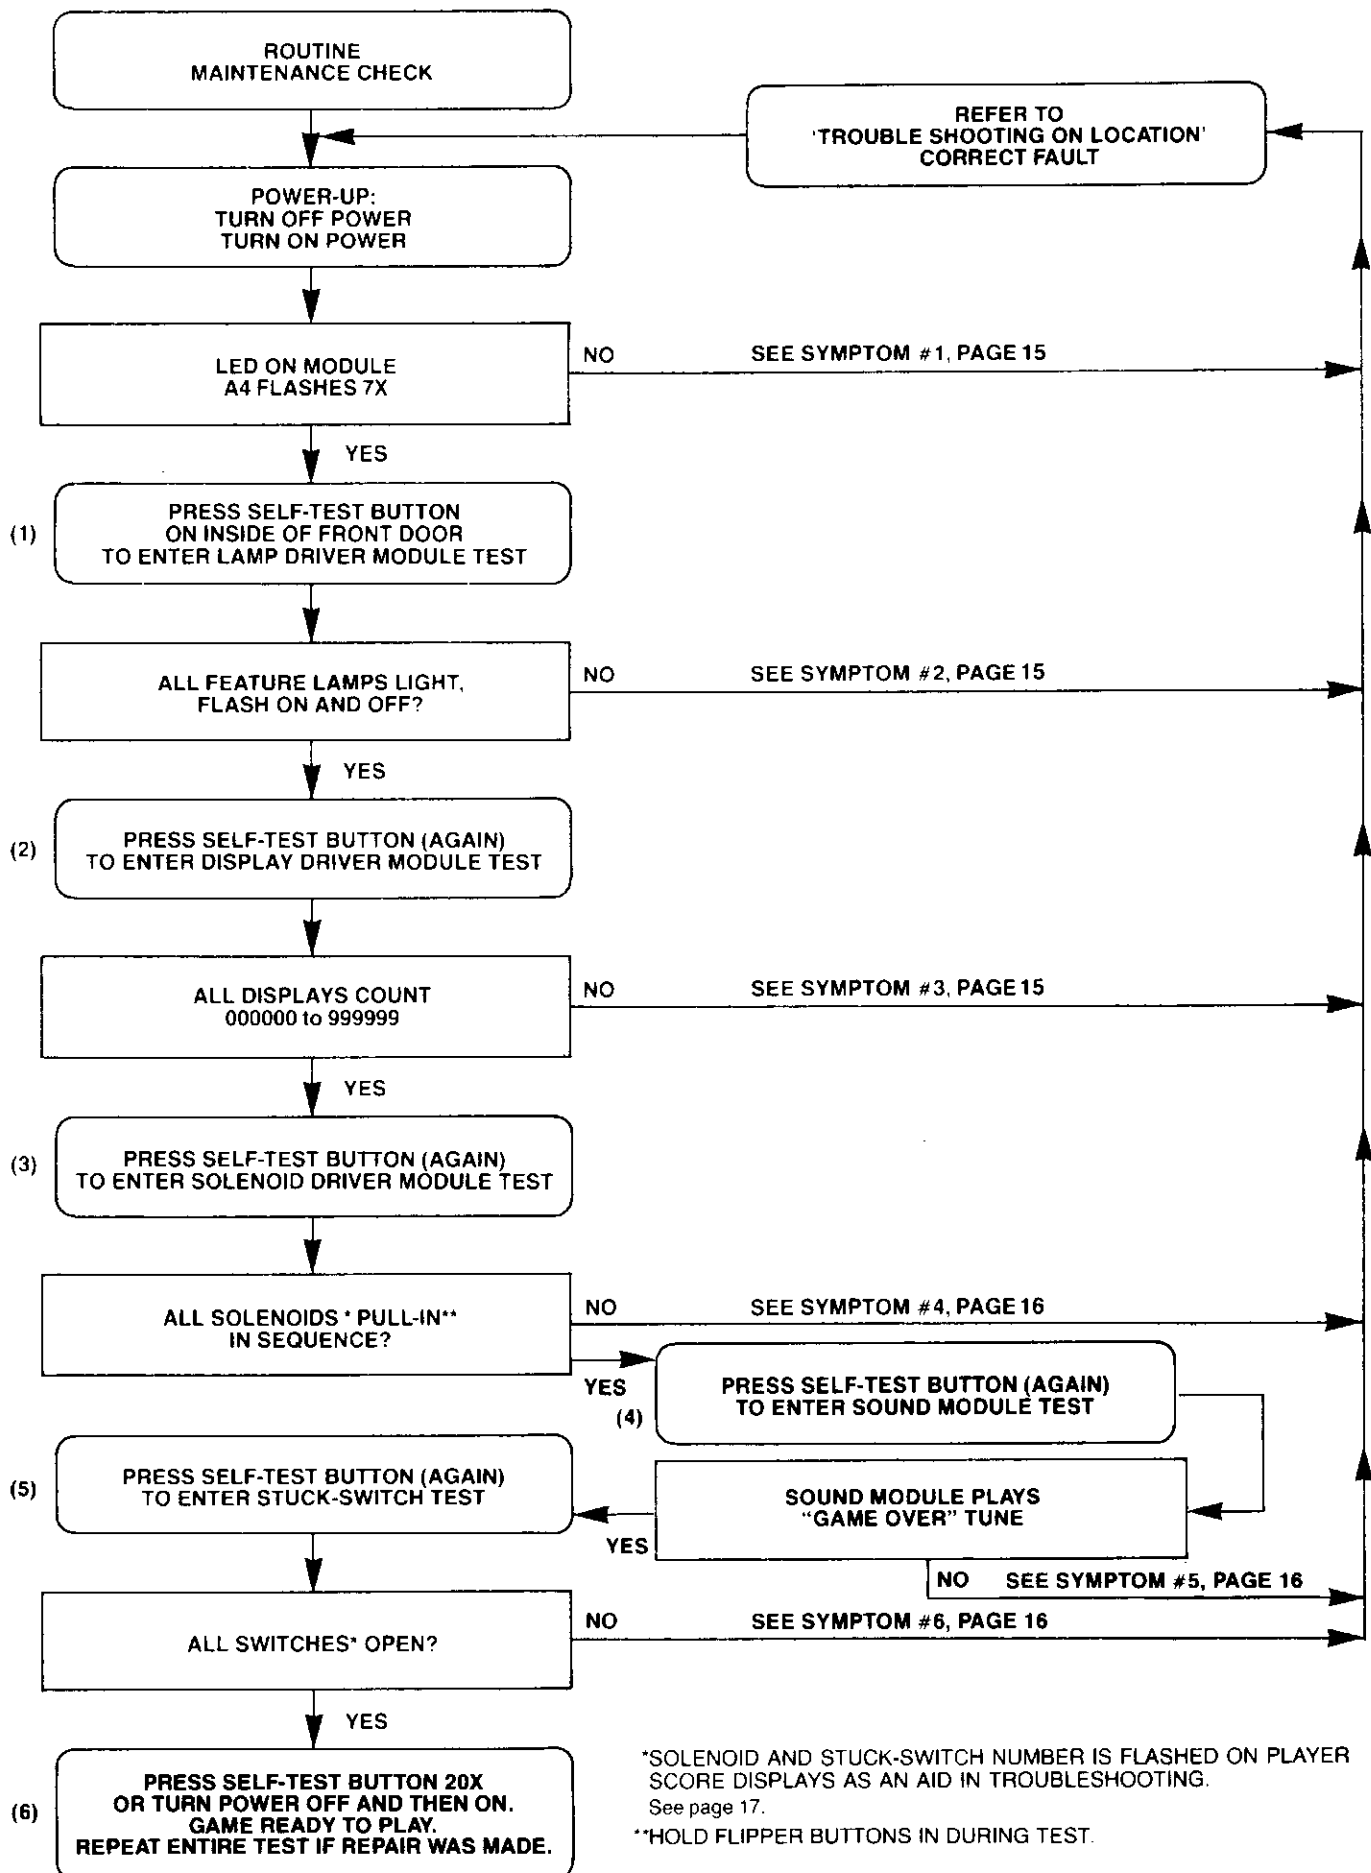 ROUTINE
MAINTENANCE CHECK
REFER TO
'TROUBLE SHOOTING ON LOCATION'
CORRECT FAULT
POWER-UP:
TURN OFF POWER
TURN ON POWER
LED ON MODULE
A4 FLASHES 7X
NO
SEE SYMPTOM #1, PAGE 15
YES
(1)
PRESS SELF-TEST BUTTON
ON INSIDE OF FRONT DOOR
TO ENTER LAMP DRIVER MODULE TEST
ALL FEATURE LAMPS LIGHT,
FLASH ON AND OFF?
NO
SEE SYMPTOM #2, PAGE 15
YES
(2)
PRESS SELF-TEST BUTTON (AGAIN)
TO ENTER DISPLAY DRIVER MODULE TEST
ALL DISPLAYS COUNT
000000 to 999999
NO
SEE SYMPTOM #3, PAGE 15
YES
(3)
PRESS SELF-TEST BUTTON (AGAIN)
TO ENTER SOLENOID DRIVER MODULE TEST
ALL SOLENOIDS * PULL-IN**
IN SEQUENCE?
NO
SEE SYMPTOM #4, PAGE 16
YES
(4)
PRESS SELF-TEST BUTTON (AGAIN)
TO ENTER SOUND MODULE TEST
SOUND MODULE PLAYS
"GAME OVER" TUNE
YES
NO
SEE SYMPTOM #5, PAGE 16
(5)
PRESS SELF-TEST BUTTON (AGAIN)
TO ENTER STUCK-SWITCH TEST
ALL SWITCHES* OPEN?
NO
SEE SYMPTOM #6, PAGE 16
YES
(6)
PRESS SELF-TEST BUTTON 20X
OR TURN POWER OFF AND THEN ON.
GAME READY TO PLAY.
REPEAT ENTIRE TEST IF REPAIR WAS MADE.
*SOLENOID AND STUCK-SWITCH NUMBER IS FLASHED ON PLAYER
SCORE DISPLAYS AS AN AID IN TROUBLESHOOTING.
See page 17.
**HOLD FLIPPER BUTTONS IN DURING TEST.